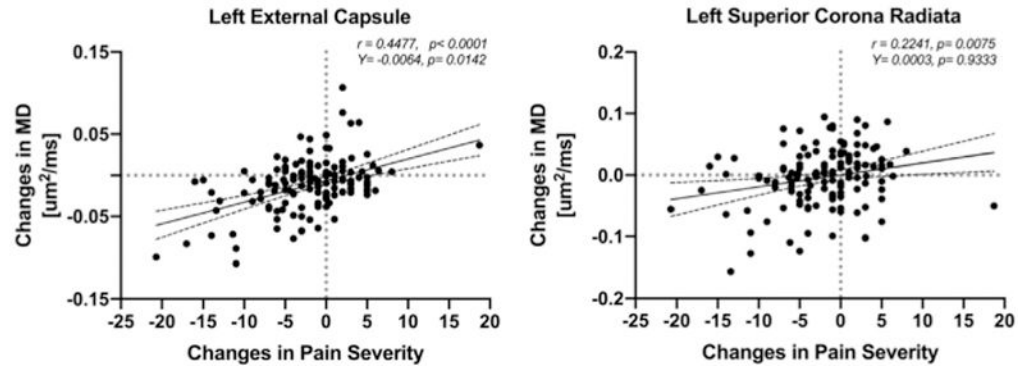 Left External Capsule
r = 0.4477, p< 0.0001
Y= -0.0064, p= 0.0142
Changes in MD
[um²/ms]
0.15
0.05
-0.05
-0.15
-25 -20 -15 -10 -5 0 5 10 15 20
Changes in Pain Severity
Left Superior Corona Radiata
r = 0.2241, p= 0.0075
Y= 0.0003, p= 0.9333
Changes in MD
[um²/ms]
0.2
0.1
0.0
-0.1
-0.2
-25 -20 -15 -10 -5 0 5 10 15 20
Changes in Pain Severity